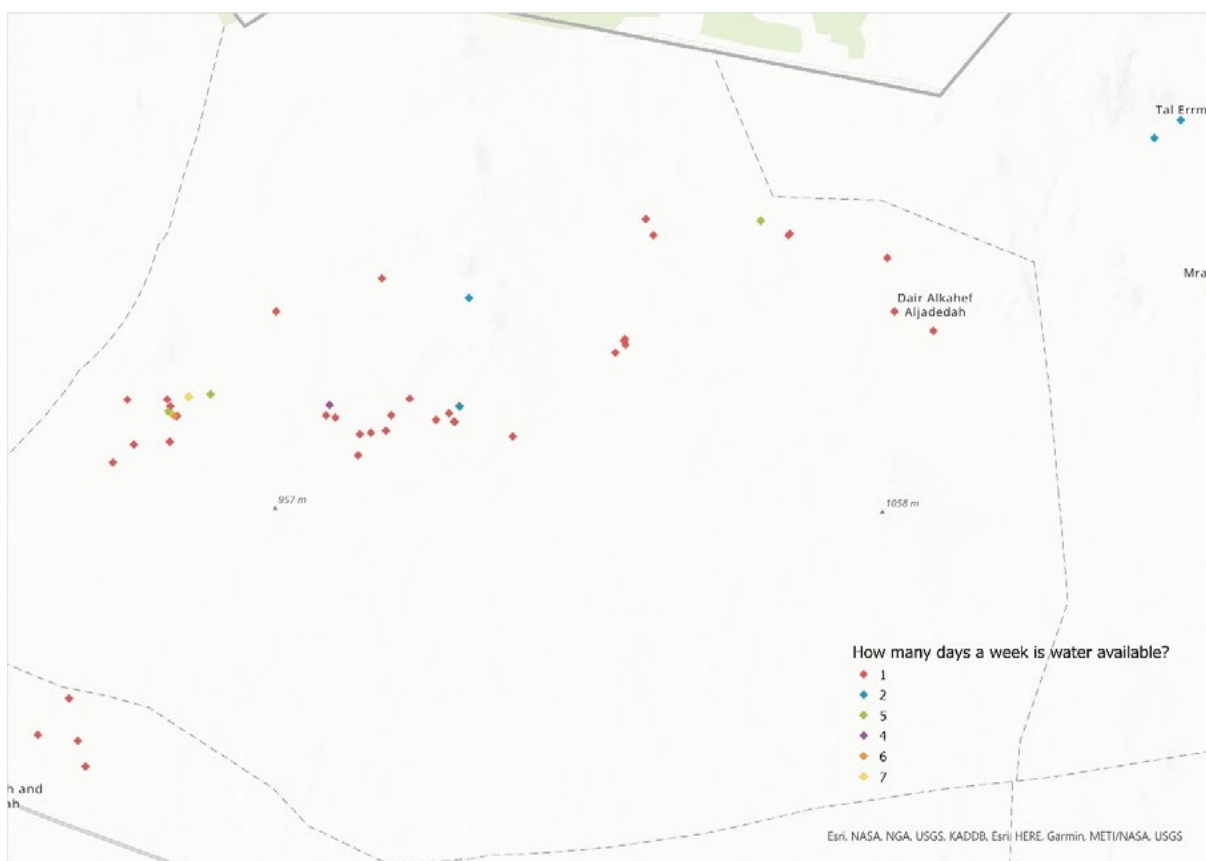 Tal Errm
Mra
Dair Alkahef
Aljadedah
957 m
1058 m
How many days a week is water available?
1
2
5
4
6
7
h and
ah
Esri, NASA, NGA, USGS, KADDB, Esri, HERE, Garmin, METI/NASA, USGS